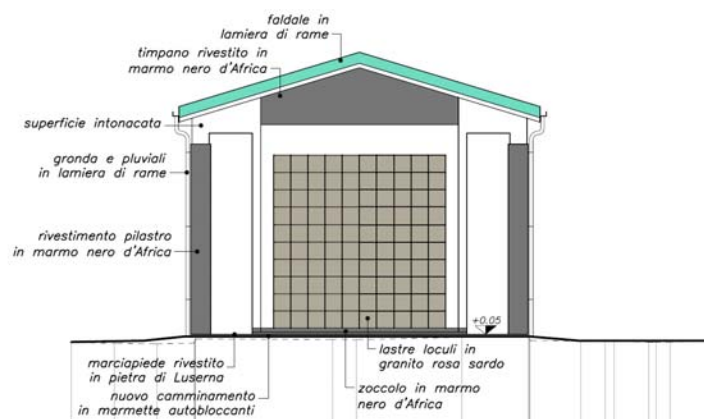 faldale in
lamiera di rame
timpano rivestito in
marmo nero d'Africa
superficie intonacata
gronda e pluviali
in lamiera di rame
rivestimento pilastro
in marmo nero d'Africa
+0.05
marciapiede rivestito
in pietra di Luserna
nuovo camminamento
in marmette autobloccanti
lastre loculi in
granito rosa sardo
zoccolo in marmo
nero d'Africa